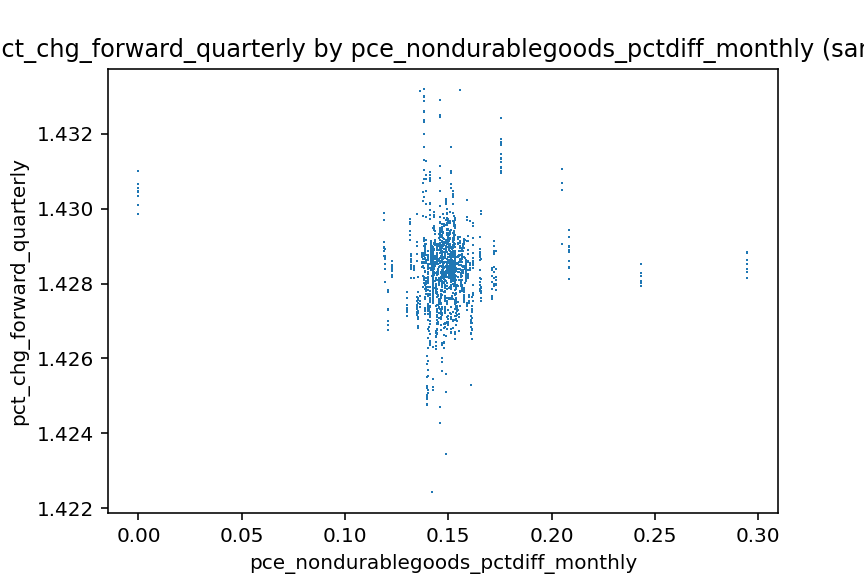 ct_chg_forward_quarterly by pce_nondurablegoods_pctdiff_monthly (sar
pct_chg_forward_quarterly
1.432
1.430
1.428
1.426
1.424
1.422
0.00 0.05 0.10 0.15 0.20 0.25 0.30
pce_nondurablegoods_pctdiff_monthly